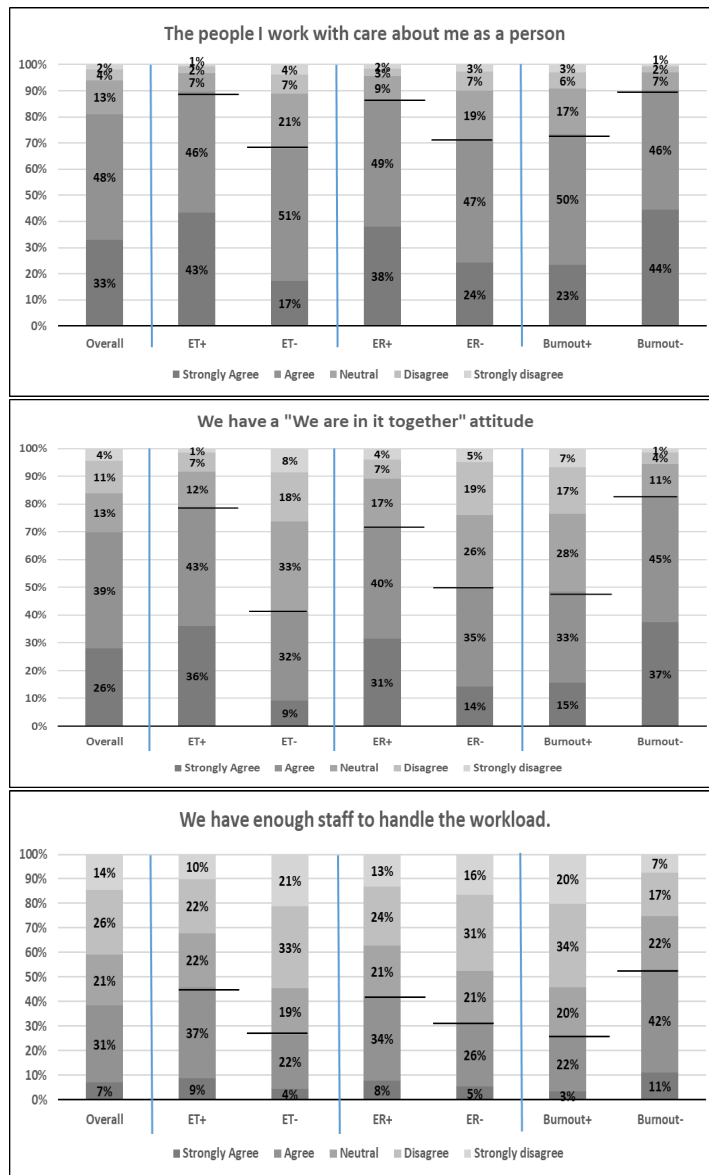 The people I work with care about me as a person
100%
90%
80%
70%
60%
50%
40%
30%
20%
10%
0%
2% 1% 4% 2% 3% 3% 1%
4% 2% 7% 3% 7% 6% 2%
13% 7% 21% 9% 19% 17% 7%
48% 46% 51% 49% 47% 50% 46%
33% 43% 17% 38% 24% 23% 44%
Overall ET+ ET- ER+ ER- Burnout+ Burnout-
Strongly Agree Agree Neutral Disagree Strongly disagree
We have a "We are in it together" attitude
100%
90%
80%
70%
60%
50%
40%
30%
20%
10%
0%
4% 1% 8% 4% 5% 7% 1%
11% 7% 18% 7% 19% 17% 4%
13% 12% 33% 17% 26% 28% 11%
39% 43% 32% 40% 35% 33% 45%
26% 36% 9% 31% 14% 15% 37%
Overall ET+ ET- ER+ ER- Burnout+ Burnout-
Strongly Agree Agree Neutral Disagree Strongly disagree
We have enough staff to handle the workload.
100%
90%
80%
70%
60%
50%
40%
30%
20%
10%
0%
14% 10% 21% 13% 16% 20% 7%
26% 22% 33% 24% 31% 34% 17%
21% 22% 19% 21% 21% 20% 22%
31% 37% 22% 34% 26% 22% 42%
7% 9% 4% 8% 5% 3% 11%
Overall ET+ ET- ER+ ER- Burnout+ Burnout-
Strongly Agree Agree Neutral Disagree Strongly disagree